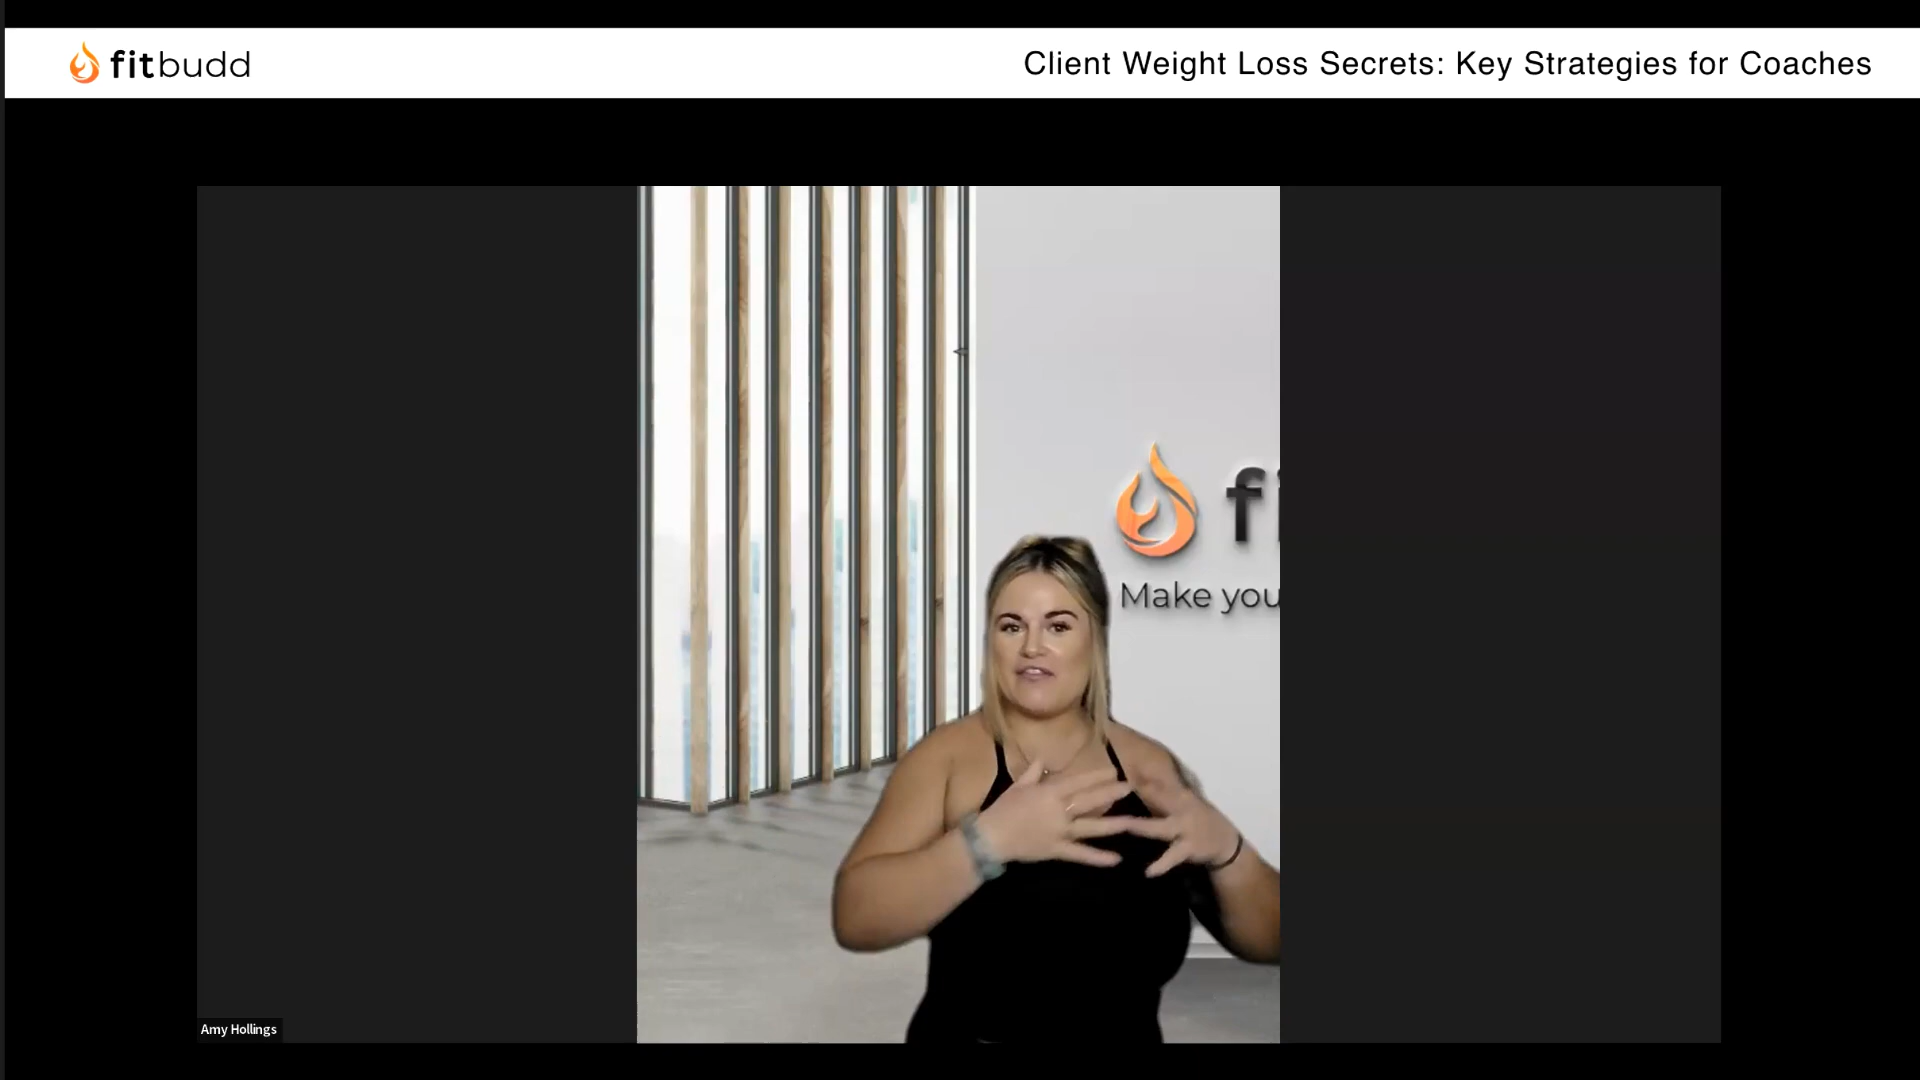 fitbudd
Client Weight Loss Secrets: Key Strategies for Coaches
fi
Make you
Amy Hollings